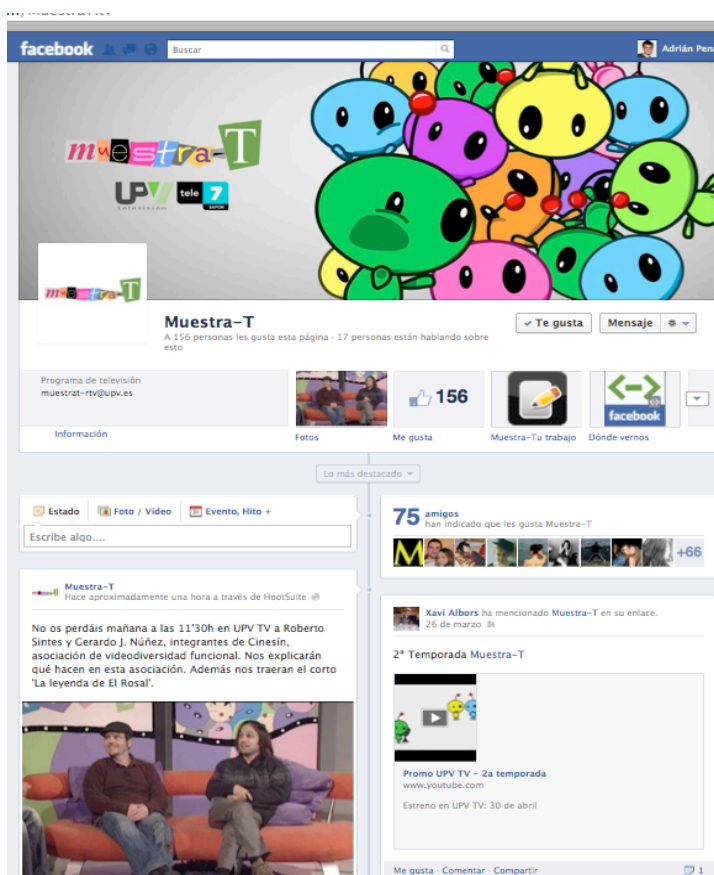 facebook
Buscar
Adrián Pena
muestra-T
UPV
televisión
tele 7
SAFOR
muestra-T
Muestra-T
A 156 personas les gusta esta página · 17 personas están hablando sobre
esto
Te gusta
Mensaje
Programa de televisión
muestrat-rtv@upv.es
Información
Fotos
156
Me gusta
Muestra-Tu trabajo
facebook
Dónde vernos
Lo más destacado
Estado
Foto / Vídeo
Evento, Hito +
Escribe algo....
Muestra-T
Hace aproximadamente una hora a través de HootSuite
No os perdáis mañana a las 11'30h en UPV TV a Roberto
Sintes y Gerardo J. Núñez, integrantes de Cinesín,
asociación de videodiversidad funcional. Nos explicarán
qué hacen en esta asociación. Además nos traeran el corto
'La leyenda de El Rosal'.
75 amigos
han indicado que les gusta Muestra-T
+66
Xavi Albors ha mencionado Muestra-T en su enlace.
26 de marzo
2ª Temporada Muestra-T
Promo UPV TV - 2a temporada
www.youtube.com
Estreno en UPV TV: 30 de abril
Me gusta · Comentar · Compartir
1